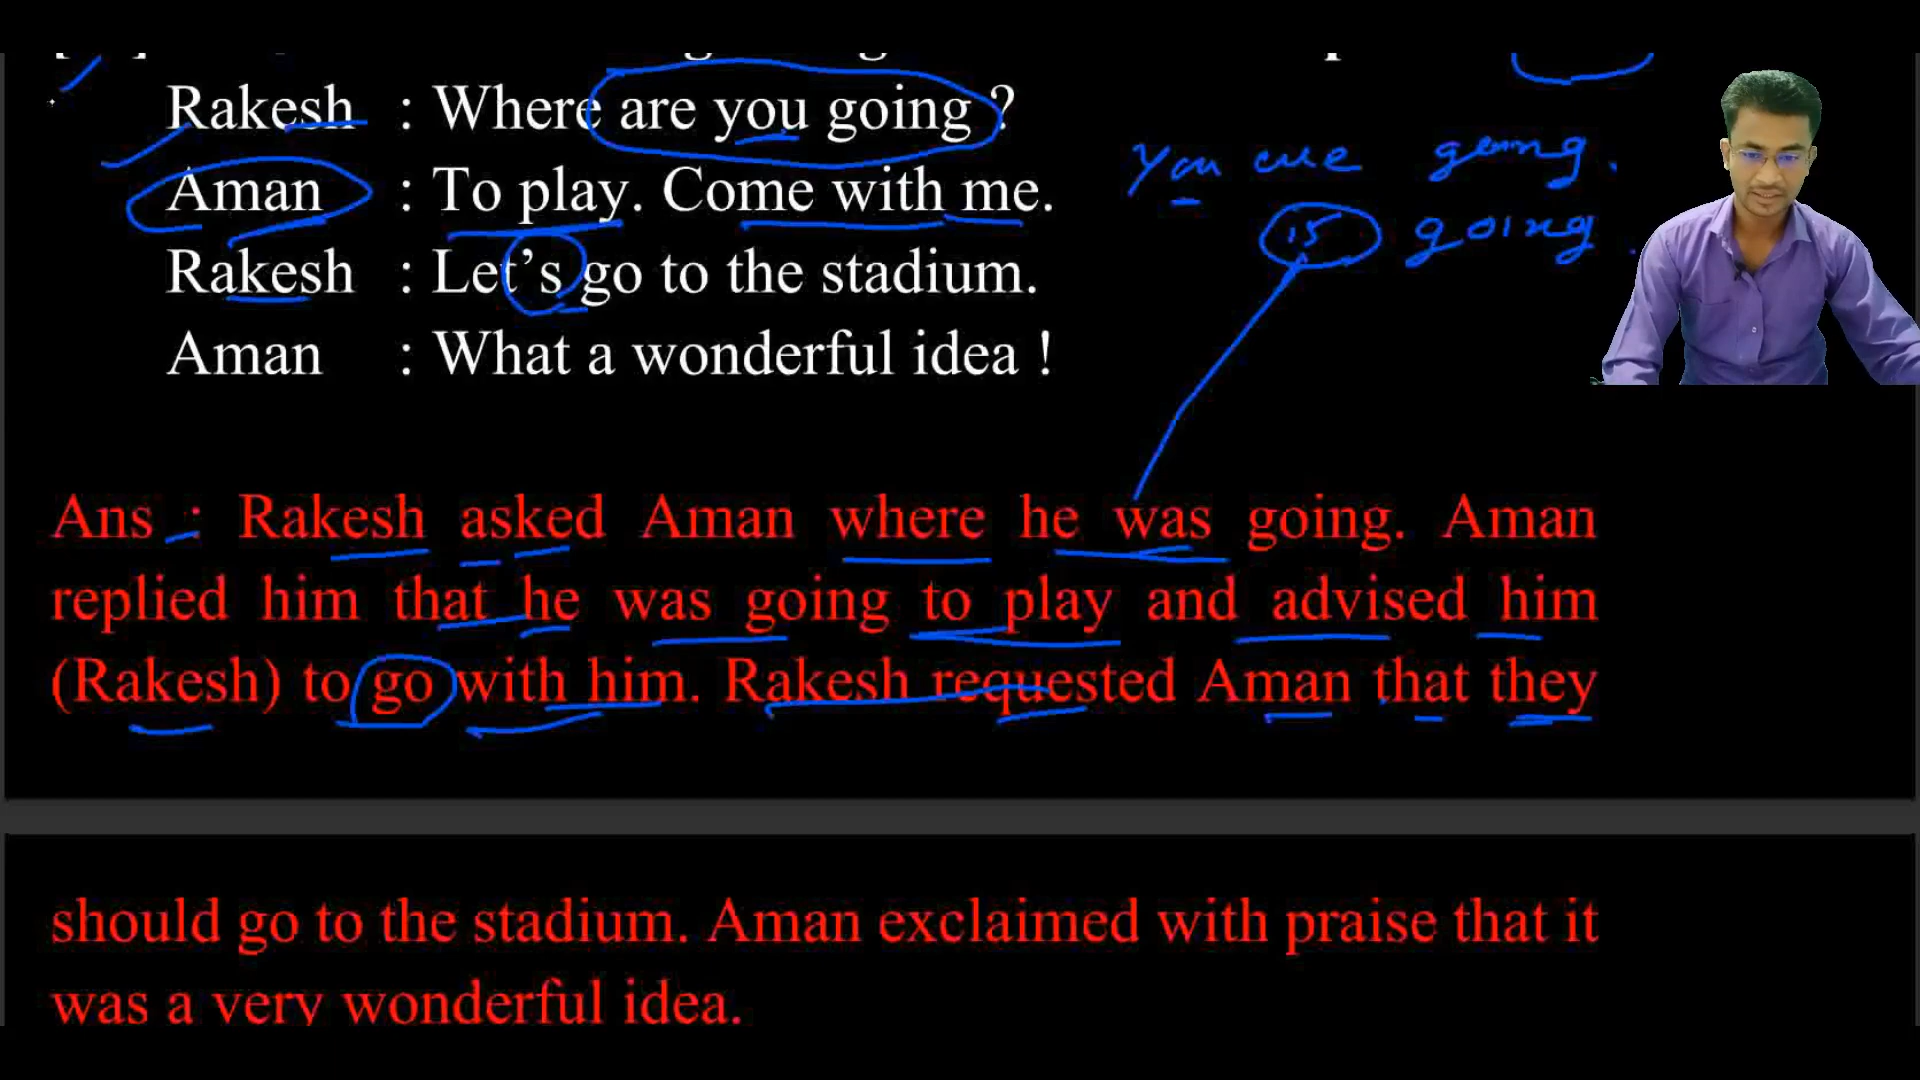 Rakesh : Where are you going ?
Aman : To play. Come with me.
Rakesh : Let’s go to the stadium.
Aman : What a wonderful idea !
you are going.
is going.
Ans : Rakesh asked Aman where he was going. Aman
replied him that he was going to play and advised him
(Rakesh) to go with him. Rakesh requested Aman that they
should go to the stadium. Aman exclaimed with praise that it
was a very wonderful idea.